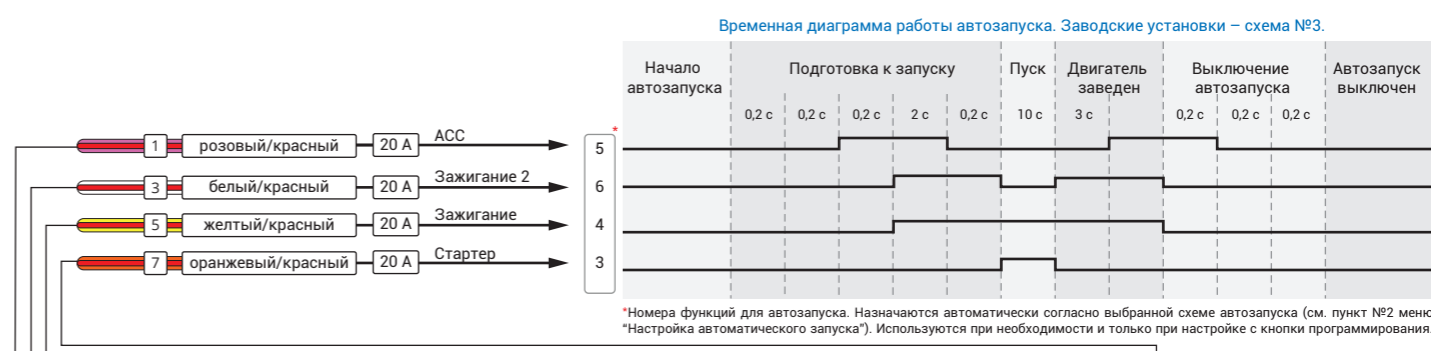 Временная диаграмма работы автозапуска. Заводские установки – схема №3.
Начало автозапуска
Подготовка к запуску
Пуск
Двигатель заведен
Выключение автозапуска
Автозапуск выключен
0,2 с 0,2 с 0,2 с 2 с 0,2 с 10 с 3 с 0,2 с 0,2 с 0,2 с
*
1 розовый/красный 20 А ACC 5
3 белый/красный 20 А Зажигание 2 6
5 желтый/красный 20 А Зажигание 4
7 оранжевый/красный 20 А Стартер 3
*Номера функций для автозапуска. Назначаются автоматически согласно выбранной схеме автозапуска (см. пункт №2 меню
“Настройка автоматического запуска”). Используются при необходимости и только при настройке с кнопки программирования.